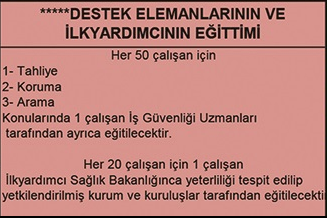 *****DESTEK ELEMANLARININ VE
İLKYARDIMCININ EĞİTTİMİ
Her 50 çalışan için
1- Tahliye
2- Koruma
3- Arama
Konularında 1 çalışan İş Güvenliği Uzmanları
tarafından ayrıca eğitilecektir.
Her 20 çalışan için 1 çalışan
İlkyardımcı Sağlık Bakanlığınca yeterliliği tespit edilip
yetkilendirilmiş kurum ve kuruluşlar tarafından eğitilecektir